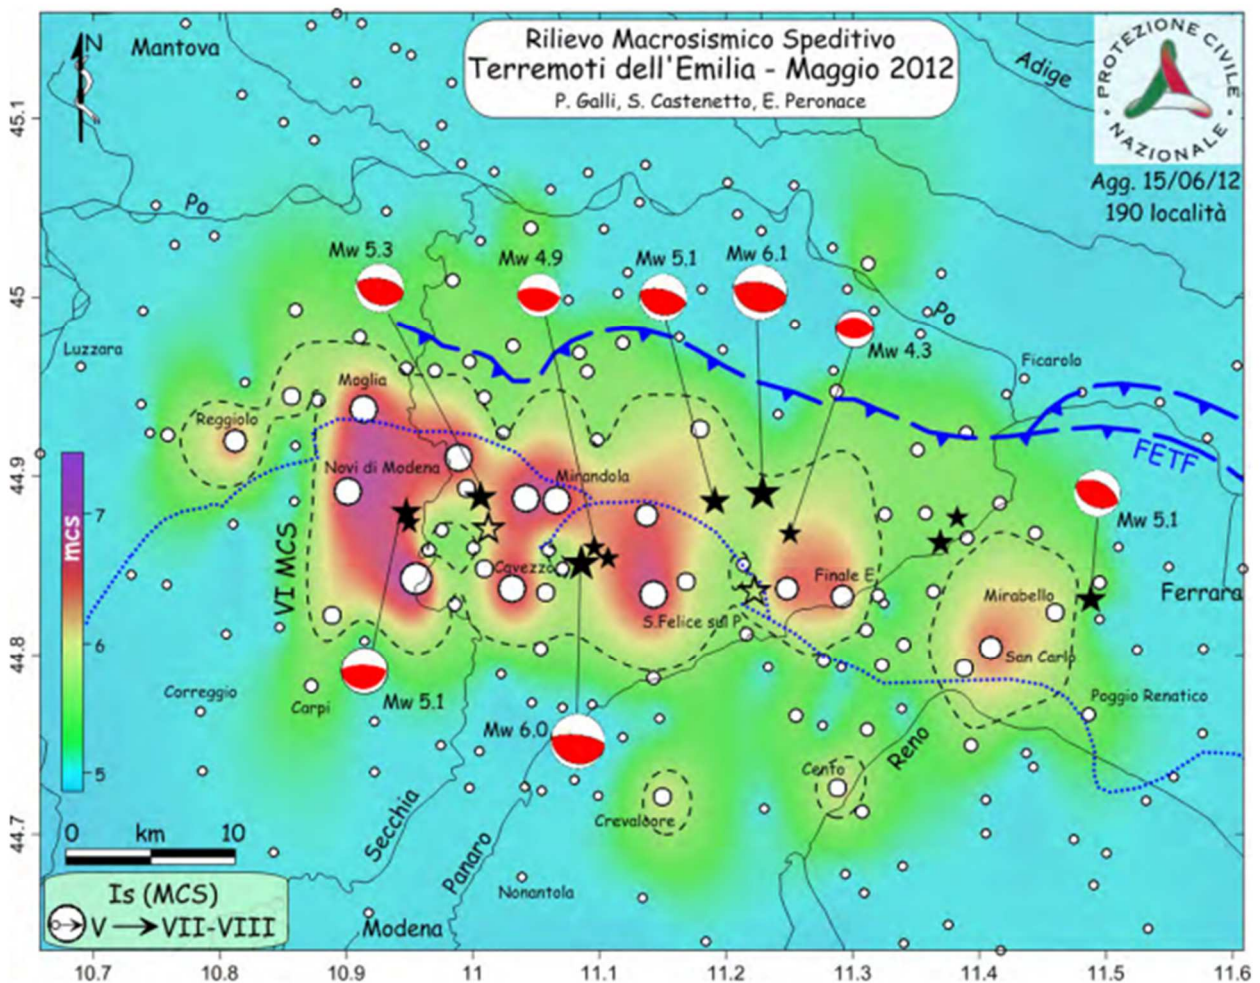 N
Mantova
Rilievo Macrosismico Speditivo
Terremoti dell'Emilia - Maggio 2012
P. Galli, S. Castenetto, E. Peronace
Adige
PROTEZIONE CIVILE
NAZIONALE
Agg. 15/06/12
190 località
45.1
45
44.9
44.8
44.7
Po
Mw 5.3
Mw 4.9
Mw 5.1
Mw 6.1
Po
Mw 4.3
Luzzara
Ficarolo
Moglia
Reggiolo
FETF
Novi di Modena
Mirandola
Mw 5.1
mcs
7
6
5
VI MCS
Cavezzo
Finale E.
Mirabello
Ferrara
S.Felice sul P.
San Carlo
Correggio
Carpi
Mw 5.1
Poggio Renatico
Mw 6.0
Reno
Cento
Crevalcore
Secchia
Panaro
0 km 10
Nonantola
Is (MCS)
V VII-VIII
Modena
10.7 10.8 10.9 11 11.1 11.2 11.3 11.4 11.5 11.6